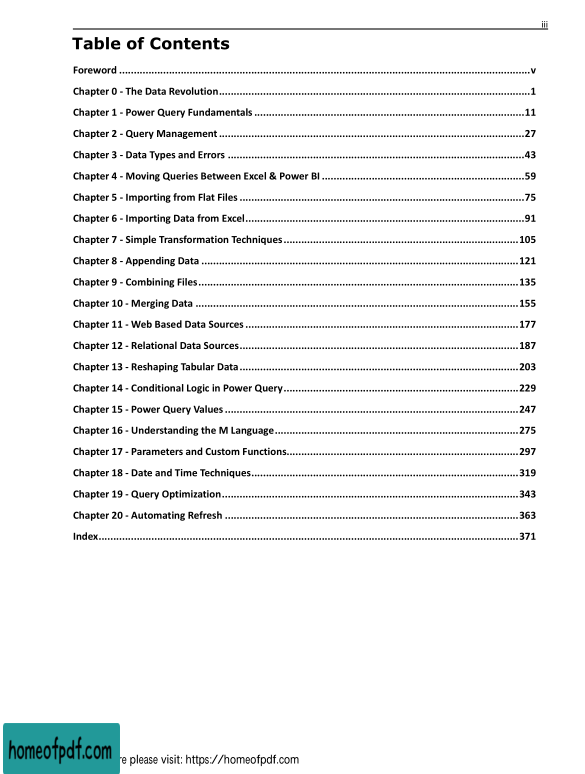 iii
Table of Contents
Foreword ..... v
Chapter 0 - The Data Revolution ..... 1
Chapter 1 - Power Query Fundamentals ..... 11
Chapter 2 - Query Management ..... 27
Chapter 3 - Data Types and Errors ..... 43
Chapter 4 - Moving Queries Between Excel & Power BI ..... 59
Chapter 5 - Importing from Flat Files ..... 75
Chapter 6 - Importing Data from Excel ..... 91
Chapter 7 - Simple Transformation Techniques ..... 105
Chapter 8 - Appending Data ..... 121
Chapter 9 - Combining Files ..... 135
Chapter 10 - Merging Data ..... 155
Chapter 11 - Web Based Data Sources ..... 177
Chapter 12 - Relational Data Sources ..... 187
Chapter 13 - Reshaping Tabular Data ..... 203
Chapter 14 - Conditional Logic in Power Query ..... 229
Chapter 15 - Power Query Values ..... 247
Chapter 16 - Understanding the M Language ..... 275
Chapter 17 - Parameters and Custom Functions ..... 297
Chapter 18 - Date and Time Techniques ..... 319
Chapter 19 - Query Optimization ..... 343
Chapter 20 - Automating Refresh ..... 363
Index ..... 371
homeofpdf.com
re please visit: https://homeofpdf.com